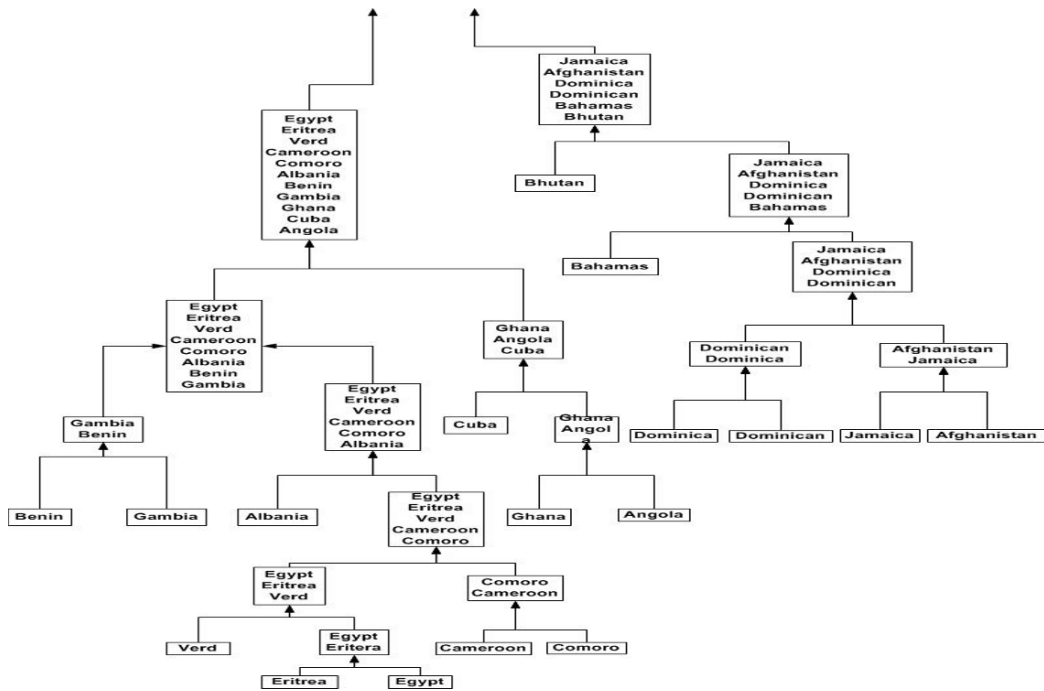 Jamaica
Afghanistan
Dominica
Dominican
Bahamas
Bhutan
Egypt
Eritrea
Verd
Cameroon
Comoro
Albania
Benin
Gambia
Ghana
Cuba
Angola
Bhutan
Jamaica
Afghanistan
Dominica
Dominican
Bahamas
Bahamas
Jamaica
Afghanistan
Dominica
Dominican
Egypt
Eritrea
Verd
Cameroon
Comoro
Albania
Benin
Gambia
Ghana
Angola
Cuba
Dominican
Dominica
Afghanistan
Jamaica
Egypt
Eritrea
Verd
Cameroon
Comoro
Albania
Gambia
Benin
Cuba
Ghana
Angol
a
Dominica
Dominican
Jamaica
Afghanistan
Benin
Gambia
Albania
Egypt
Eritrea
Verd
Cameroon
Comoro
Ghana
Angola
Egypt
Eritrea
Verd
Comoro
Cameroon
Verd
Egypt
Eritera
Cameroon
Comoro
Eritrea
Egypt